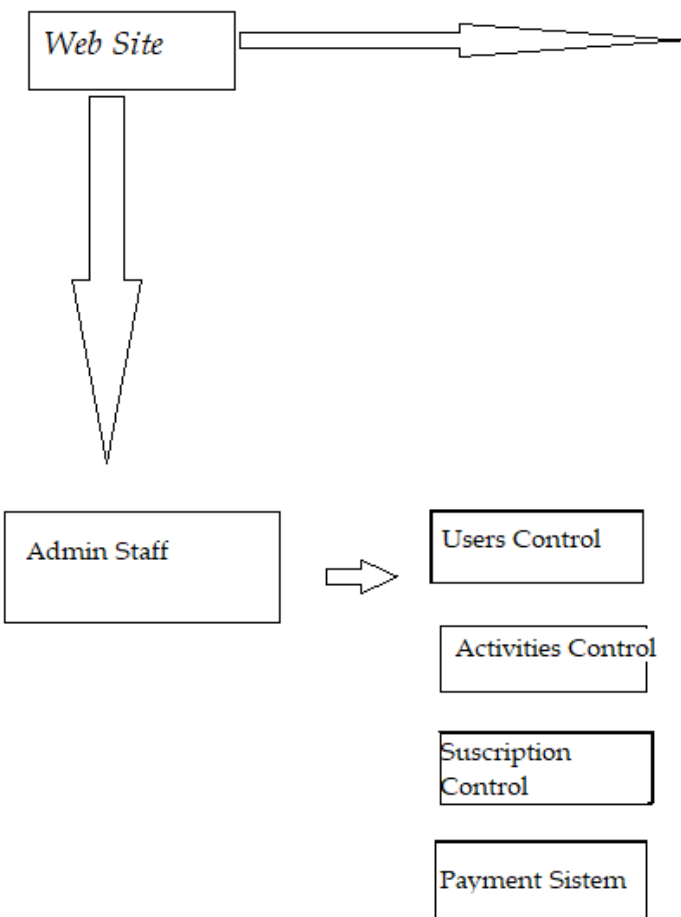 Web Site
Admin Staff
Users Control
Activities Control
Suscription
Control
Payment Sistem